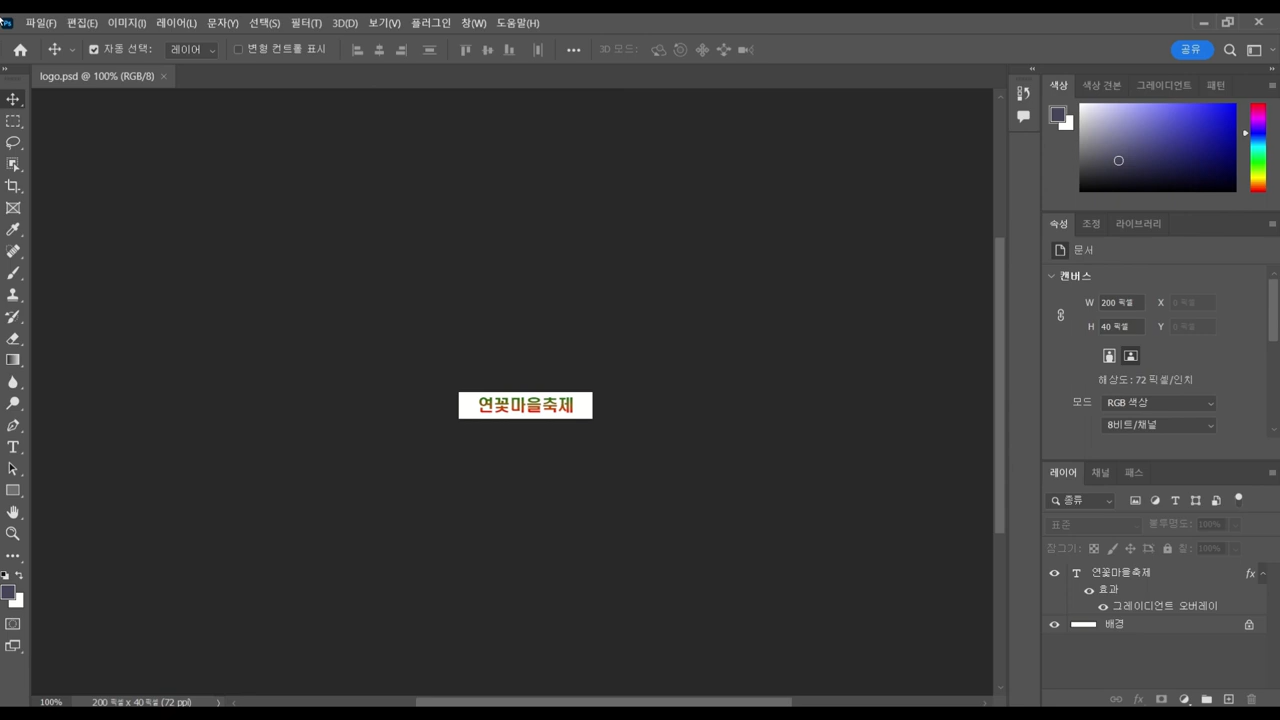 파일(F) 편집(E) 이미지(I) 레이어(L) 문자(Y) 선택(S) 필터(T) 3D(D) 보기(V) 플러그인 창(W) 도움말(H)
자동 선택: 레이어 변형 컨트롤 표시 3D 모드: 공유
logo.psd @ 100% (RGB/8)
색상 색상 견본 그레이디언트 패턴
속성 조정 라이브러리
문서
캔버스
W 200 픽셀 X 0 픽셀
H 40 픽셀 Y 0 픽셀
해상도: 72 픽셀/인치
모드 RGB 색상
8비트/채널
연꽃마을축제
레이어 채널 패스
종류
표준 불투명도: 100%
잠그기: 칠: 100%
T 연꽃마을축제 fx
효과
그레이디언트 오버레이
배경
100% 200 픽셀 x 40 픽셀 (72 ppi)